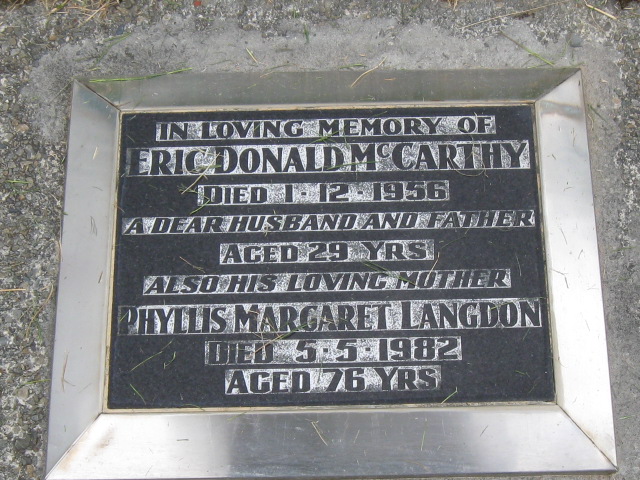 IN LOVING MEMORY OF
ERIC DONALD McCARTHY
DIED 1·12·1956
A DEAR HUSBAND AND FATHER
AGED 29 YRS
ALSO HIS LOVING MOTHER
PHYLLIS MARGARET LANGDON
DIED 5·5·1982
AGED 76 YRS